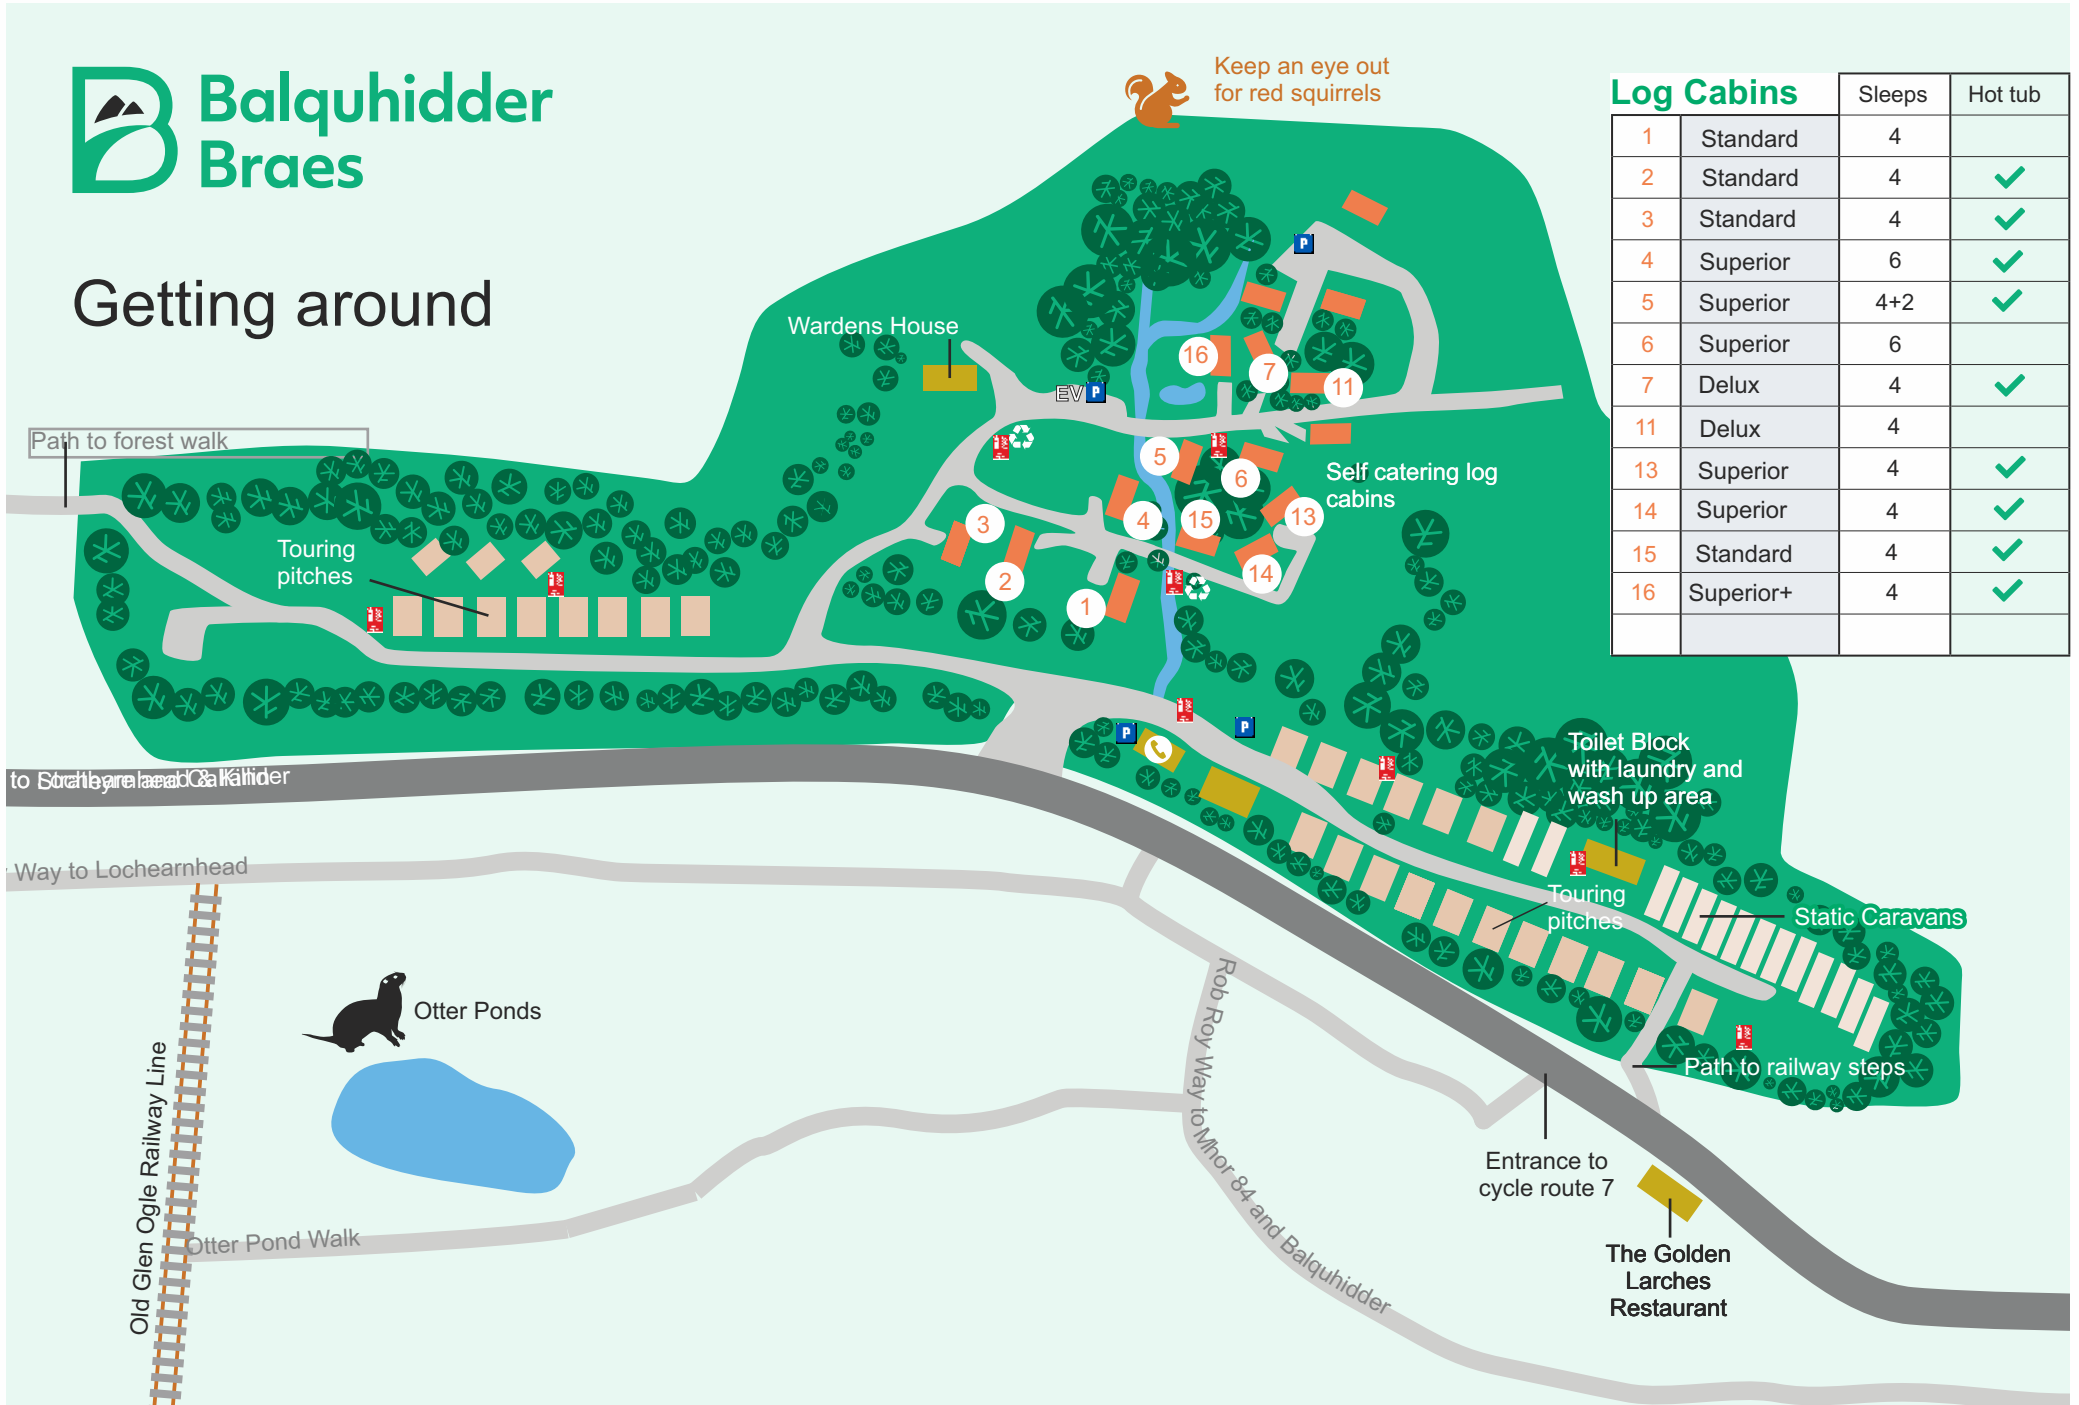 Balquhidder
Braes
Getting around
Keep an eye out
for red squirrels
Log Cabins Sleeps Hot tub
1 Standard 4
2 Standard 4
3 Standard 4
4 Superior 6
5 Superior 4+2
6 Superior 6
7 Delux 4
11 Delux 4
13 Superior 4
14 Superior 4
15 Standard 4
16 Superior+ 4
Wardens House
EV P
P
16
7
11
Path to forest walk
5
6
Self catering log
cabins
3
4
15
13
2
14
1
Touring
pitches
P
P
Toilet Block
with laundry and
wash up area
to Lochearnhead & Killin
Way to Lochearnhead
Touring
pitches
Static Caravans
Otter Ponds
Rob Roy Way to Mhor 84 and Balquhidder
Path to railway steps
Old Glen Ogle Railway Line
Entrance to
cycle route 7
Otter Pond Walk
The Golden
Larches
Restaurant